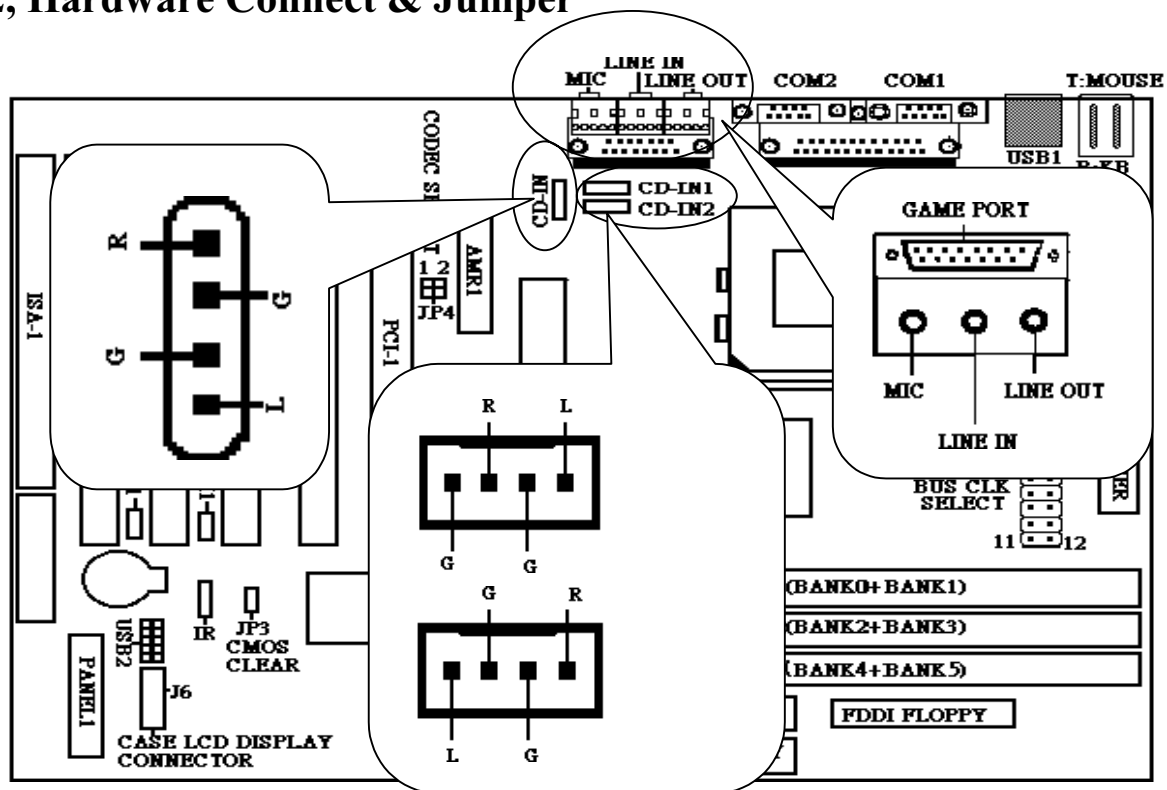 Hardware Connect & Jumper
LINE IN
MIC
LINE OUT
COM2
COM1
T:MOUSE
USB1
CODEC
CD-IN
CD-IN1
CD-IN2
GAME PORT
MIC
LINE OUT
LINE IN
R
G
G
L
ISA-1
1 2
JP4
AMR1
PCI-1
R
L
G
G
G
R
L
G
BUS CLK
SELECT
11
12
(BANK0+BANK1)
(BANK2+BANK3)
(BANK4+BANK5)
FDDI FLOPPY
IR
JP3
CMOS
CLEAR
USB2
PANEL1
J6
CASE LCD DISPLAY
CONNECTOR